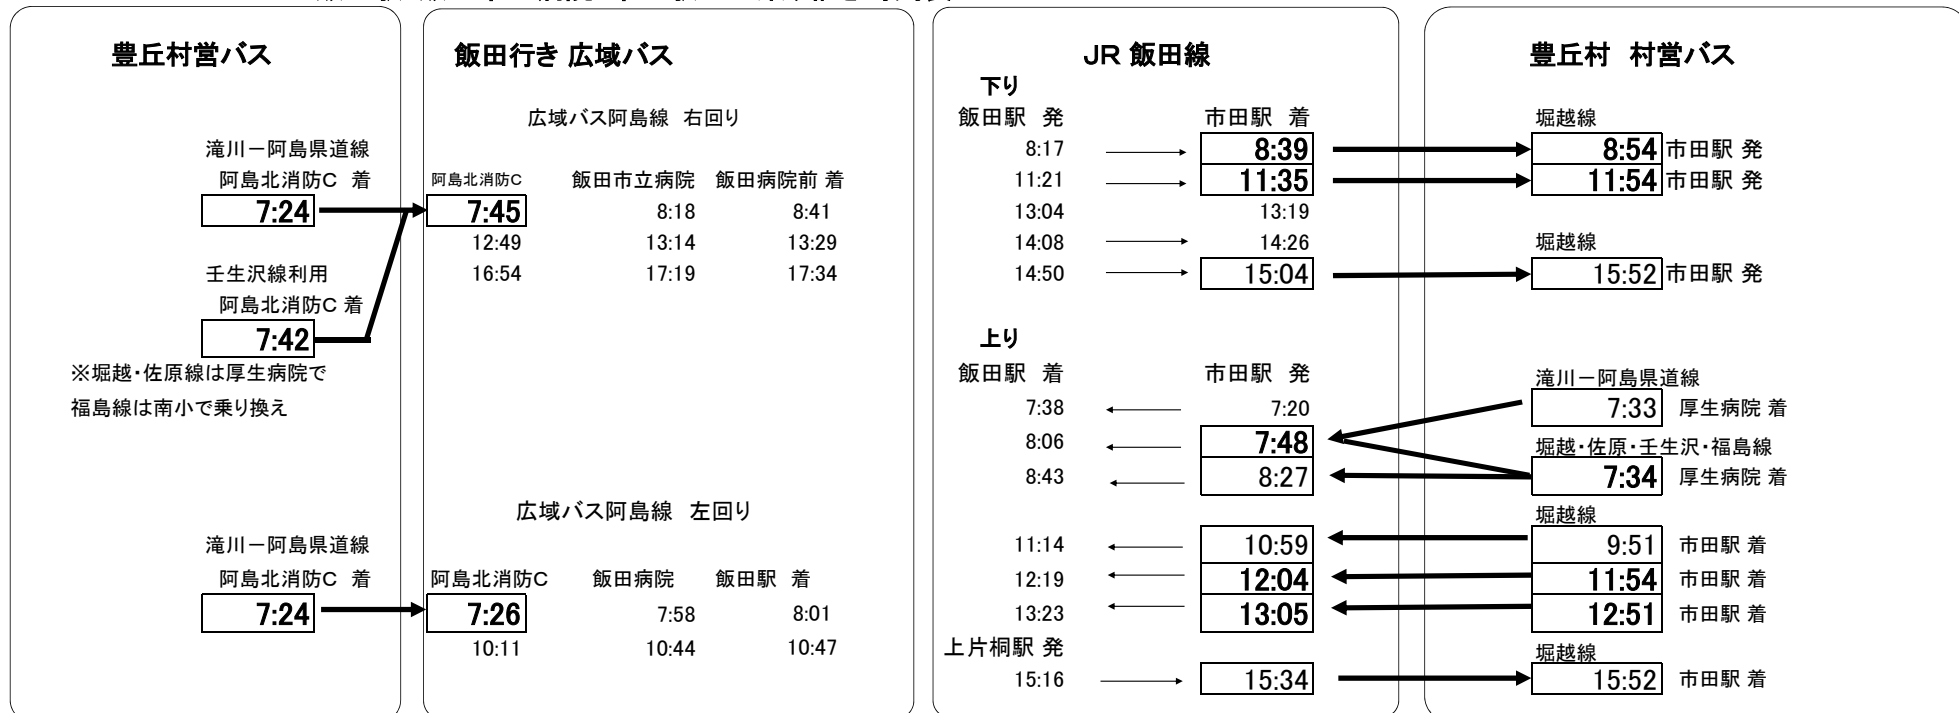 豊丘村営バス
滝川－阿島県道線
阿島北消防C 着
7:24
壬生沢線利用
阿島北消防C 着
7:42
※堀越・佐原線は厚生病院で
福島線は南小で乗り換え
滝川－阿島県道線
阿島北消防C 着
7:24
飯田行き 広域バス
広域バス阿島線 右回り
阿島北消防C 飯田市立病院 飯田病院前 着
7:45 8:18 8:41
12:49 13:14 13:29
16:54 17:19 17:34
広域バス阿島線 左回り
阿島北消防C 飯田病院 飯田駅 着
7:26 7:58 8:01
10:11 10:44 10:47
JR 飯田線
下り
飯田駅 発 市田駅 着
8:17 8:39
11:21 11:35
13:04 13:19
14:08 14:26
14:50 15:04
上り
飯田駅 着 市田駅 発
7:38 7:20
8:06 7:48
8:43 8:27
11:14 10:59
12:19 12:04
13:23 13:05
上片桐駅 発
15:16 15:34
豊丘村 村営バス
堀越線
8:54 市田駅 発
11:54 市田駅 発
堀越線
15:52 市田駅 発
滝川－阿島県道線
7:33 厚生病院 着
堀越・佐原・壬生沢・福島線
7:34 厚生病院 着
堀越線
9:51 市田駅 着
11:54 市田駅 着
12:51 市田駅 着
堀越線
15:52 市田駅 着